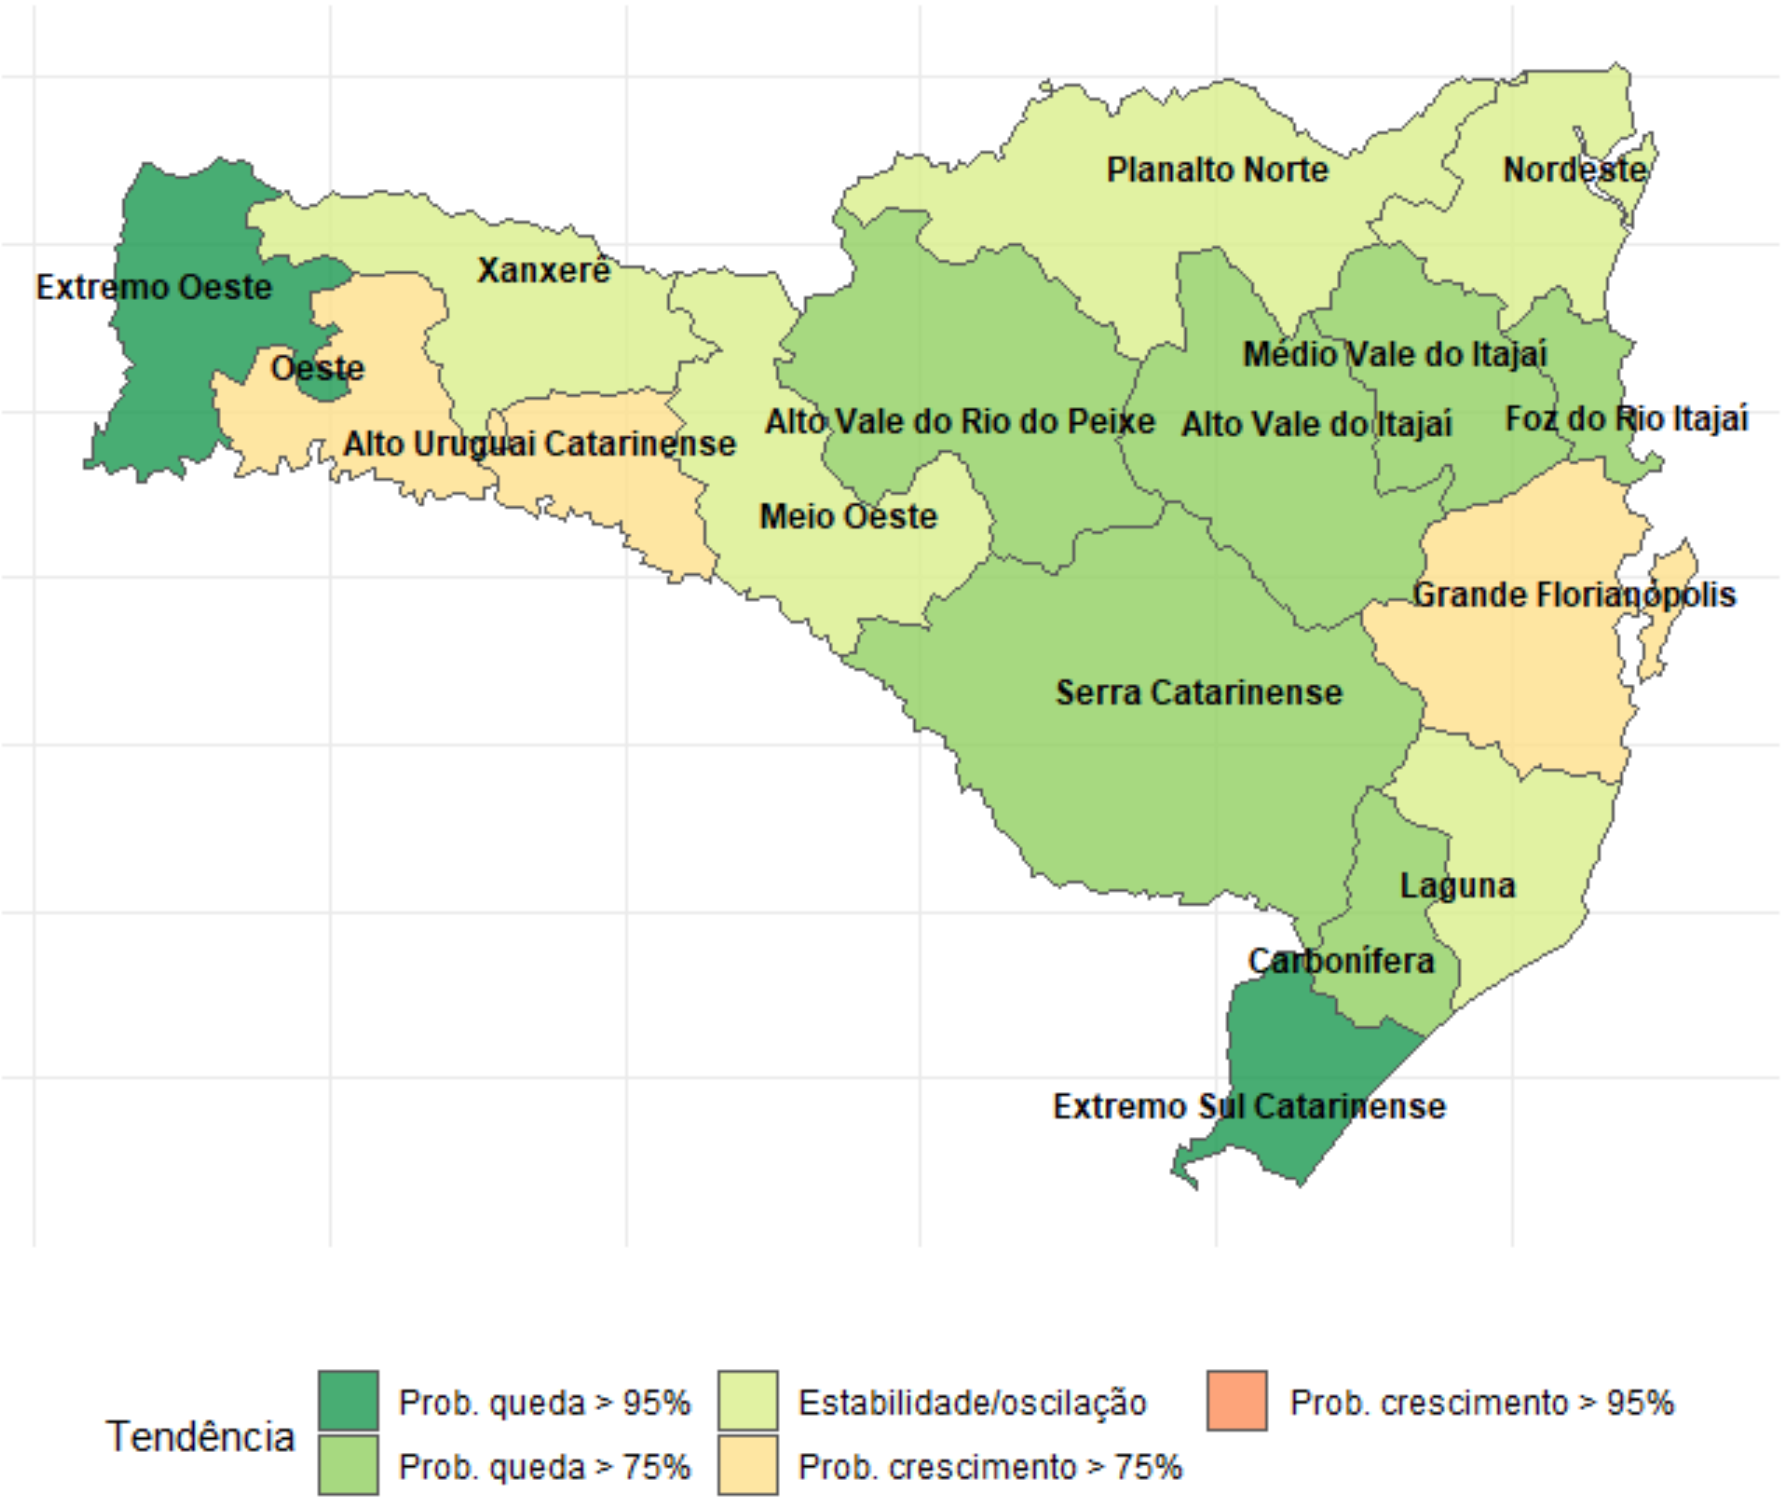 Planalto Norte
Nordeste
Xanxerê
Extremo Oeste
Médio Vale do Itajaí
Oeste
Alto Vale do Rio do Peixe
Alto Vale do Itajaí
Foz do Rio Itajaí
Alto Uruguai Catarinense
Meio Oeste
Grande Florianópolis
Serra Catarinense
Laguna
Carbonífera
Extremo Sul Catarinense
Tendência
Prob. queda > 95%
Prob. queda > 75%
Estabilidade/oscilação
Prob. crescimento > 75%
Prob. crescimento > 95%